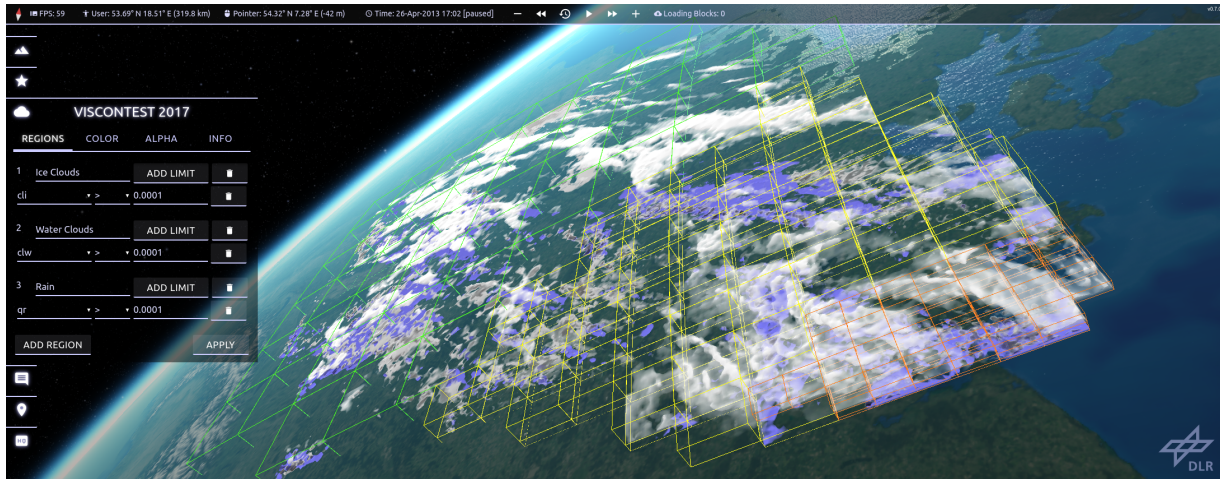 FPS: 59 User: 53.69° N 18.51° E (319.8 km) Pointer: 54.32° N 7.28° E (-42 m) Time: 26-Apr-2013 17:02 [paused] Loading Blocks: 0
VISCONTEST 2017
REGIONS COLOR ALPHA INFO
1 Ice Clouds ADD LIMIT
cli > 0.0001
2 Water Clouds ADD LIMIT
clw > 0.0001
3 Rain ADD LIMIT
qr > 0.0001
ADD REGION APPLY
HD
DLR